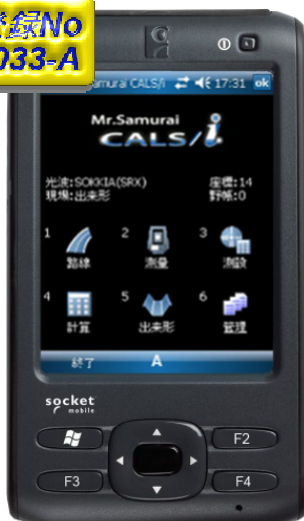 登録No
033-A
Samurai CALS/i 17:31 ok
Mr.Samurai
CALS/i
光波:SOKKIA(SRX) 座標:14
現場:出来形 野帳:0
1 2 3
路線 測量 測設
4 5 6
計算 出来形 管理
終了 A
socket
mobile
F2
F3 F4